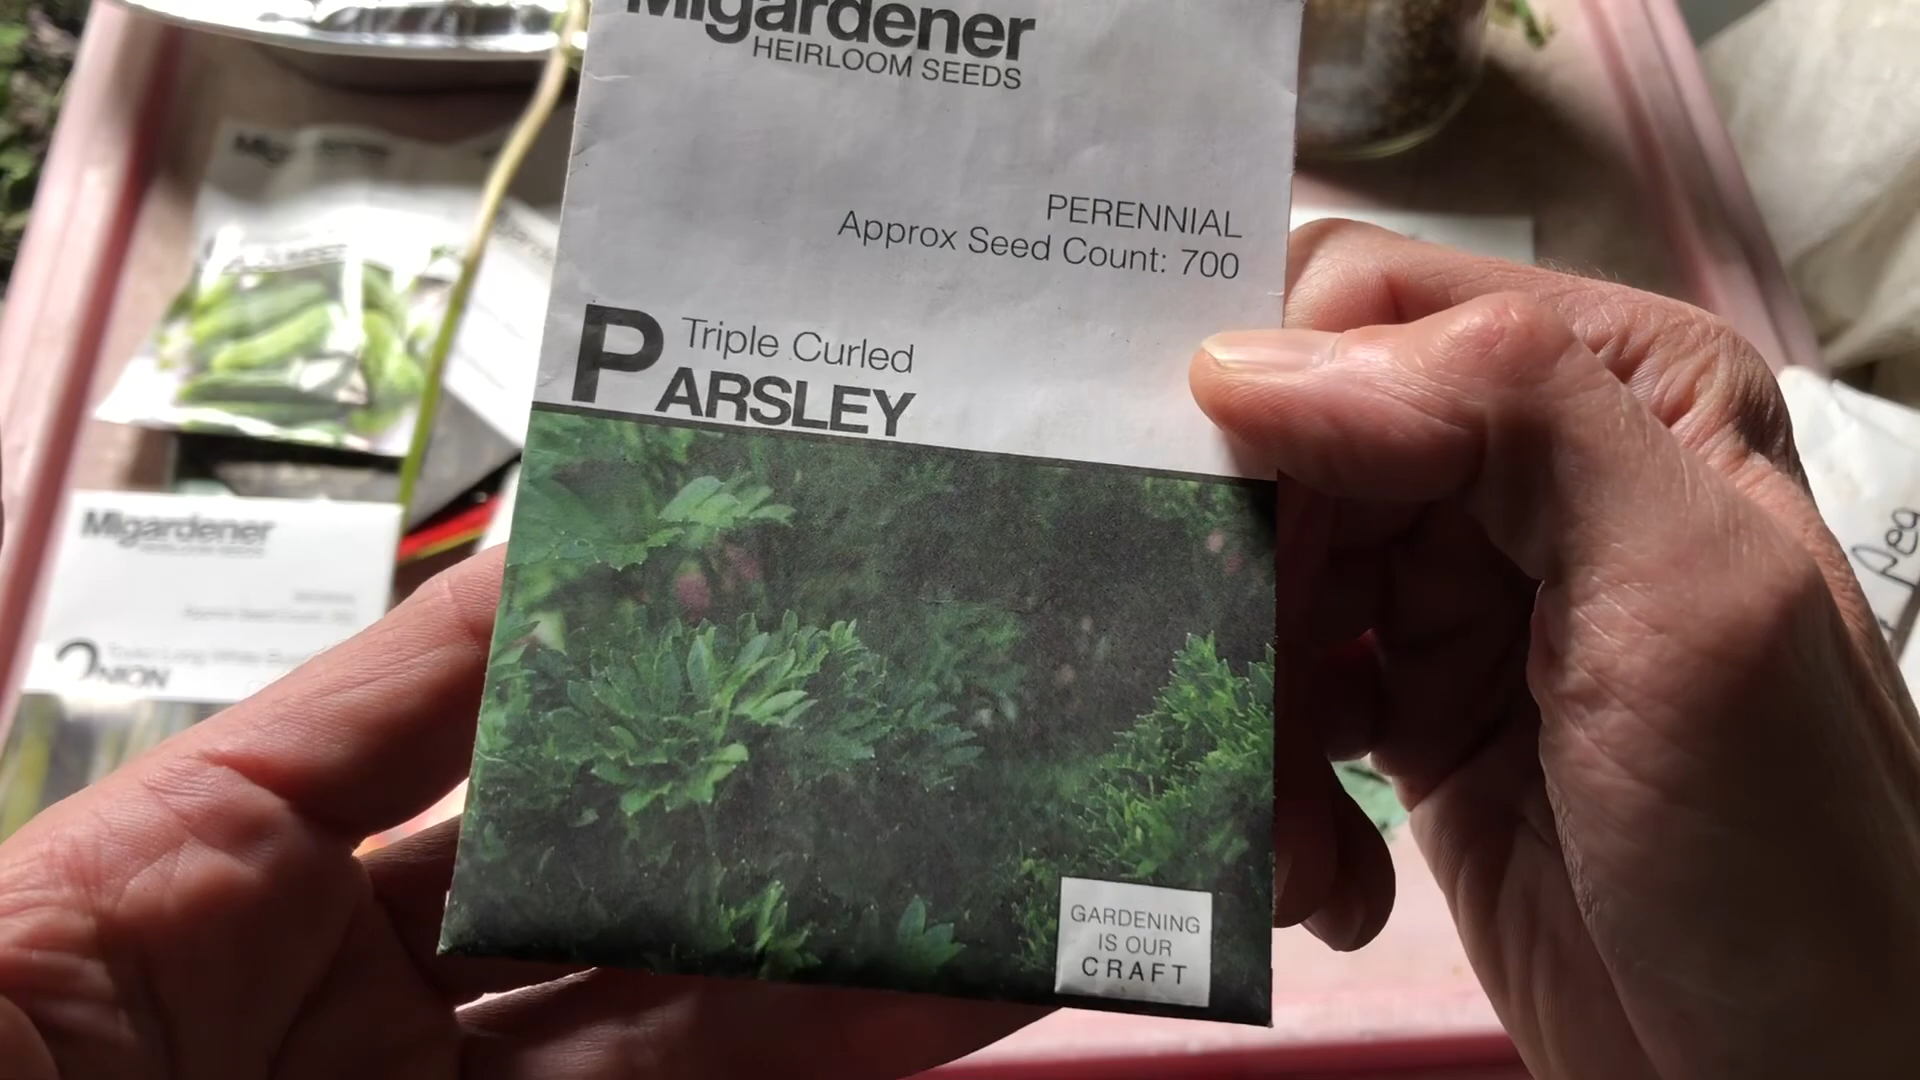 MIgardener
HEIRLOOM SEEDS
PERENNIAL
Approx Seed Count: 700
Triple Curled
PARSLEY
GARDENING
IS OUR
CRAFT
MIgardener
ONION